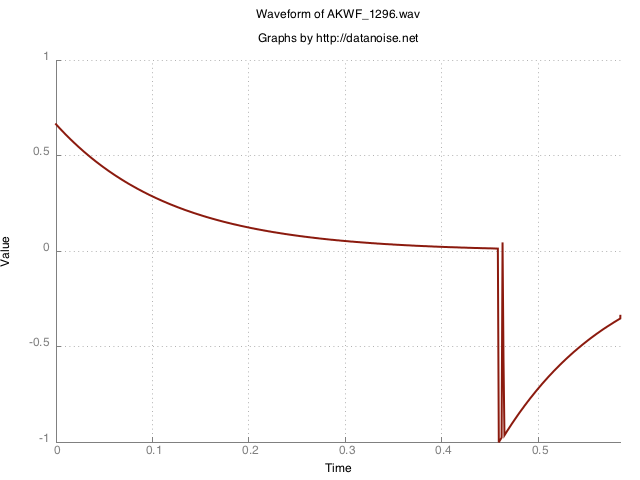 Waveform of AKWF_1296.wav
Graphs by http://datanoise.net
1
0.5
0
-0.5
-1
Value
0 0.1 0.2 0.3 0.4 0.5
Time